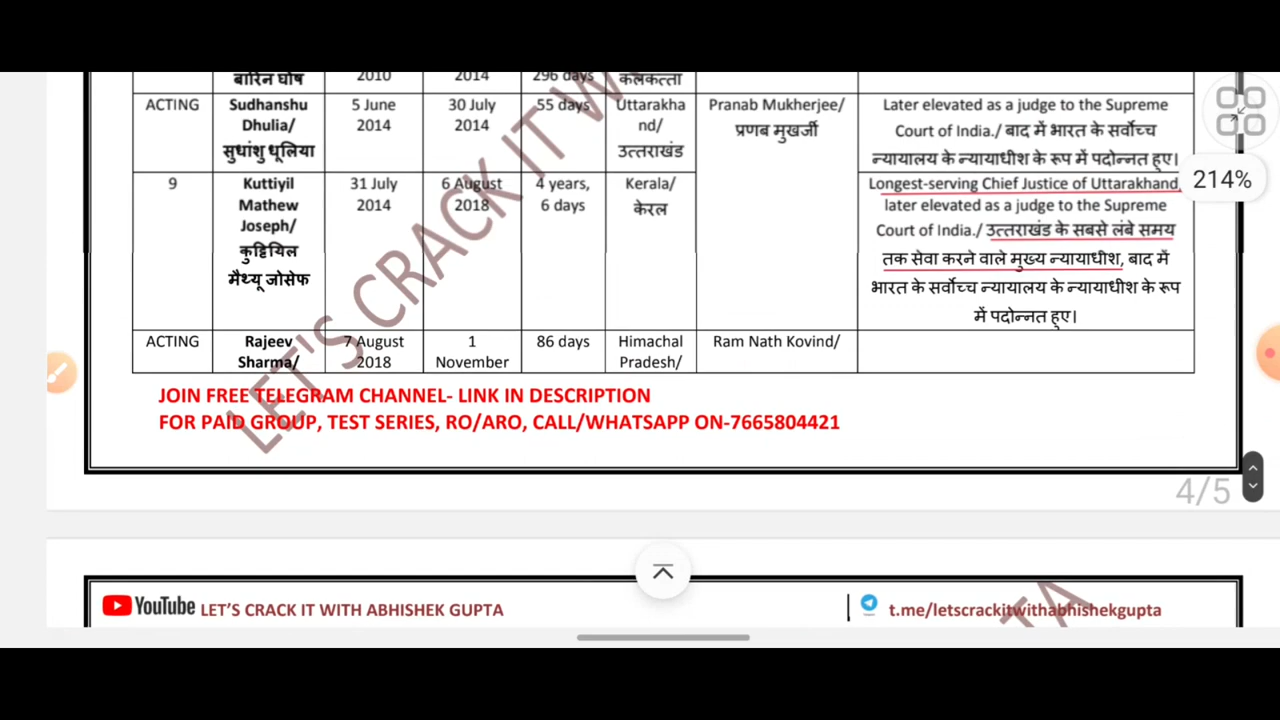 बारिन घोष 2010 2014 296 days कलकत्ता
ACTING Sudhanshu 5 June 30 July 55 days Uttarakha Pranab Mukherjee/ Later elevated as a judge to the Supreme
Dhulia/ 2014 2014 nd/ प्रणब मुखर्जी Court of India./ बाद में भारत के सर्वोच्च
सुधांशु धूलिया उत्तराखंड न्यायालय के न्यायाधीश के रूप में पदोन्नत हुए।
9 Kuttiyil 31 July 6 August 4 years, Kerala/ Longest-serving Chief Justice of Uttarakhand, 214%
Mathew 2014 2018 6 days केरल later elevated as a judge to the Supreme
Joseph/ Court of India./ उत्तराखंड के सबसे लंबे समय
कुट्टियिल तक सेवा करने वाले मुख्य न्यायाधीश, बाद में
मैथ्यू जोसेफ भारत के सर्वोच्च न्यायालय के न्यायाधीश के रूप
में पदोन्नत हुए।
ACTING Rajeev 7 August 1 86 days Himachal Ram Nath Kovind/
Sharma/ 2018 November Pradesh/
LET'S CRACK IT W
JOIN FREE TELEGRAM CHANNEL- LINK IN DESCRIPTION
FOR PAID GROUP, TEST SERIES, RO/ARO, CALL/WHATSAPP ON-7665804421
4/5
YouTube LET'S CRACK IT WITH ABHISHEK GUPTA t.me/letscrackitwithabhishekgupta
TA